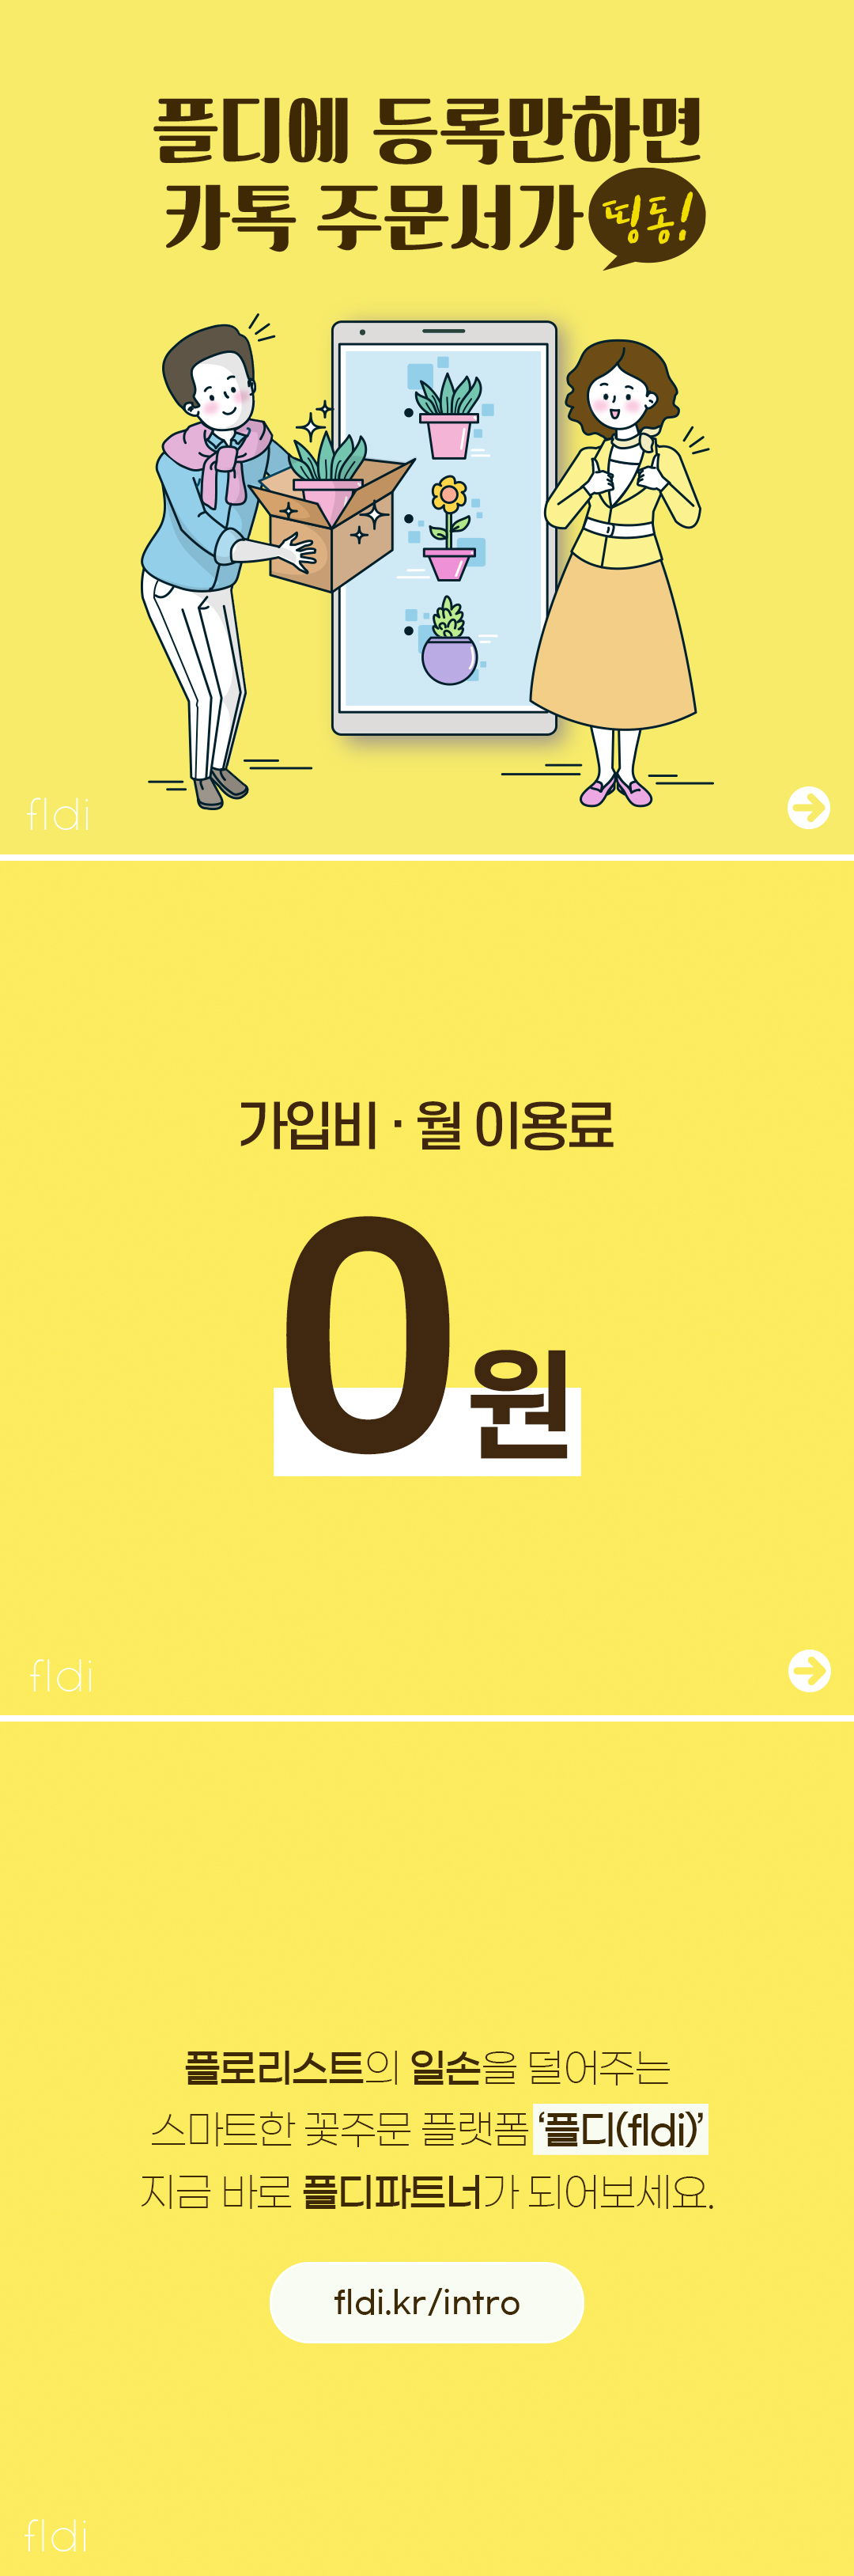 플디에 등록만하면
카톡 주문서가 띵동!
fldi
가입비 · 월 이용료
0원
fldi
플로리스트의 일손을 덜어주는
스마트한 꽃주문 플랫폼 ‘플디(fldi)’
지금 바로 플디파트너가 되어보세요.
fldi.kr/intro
fldi